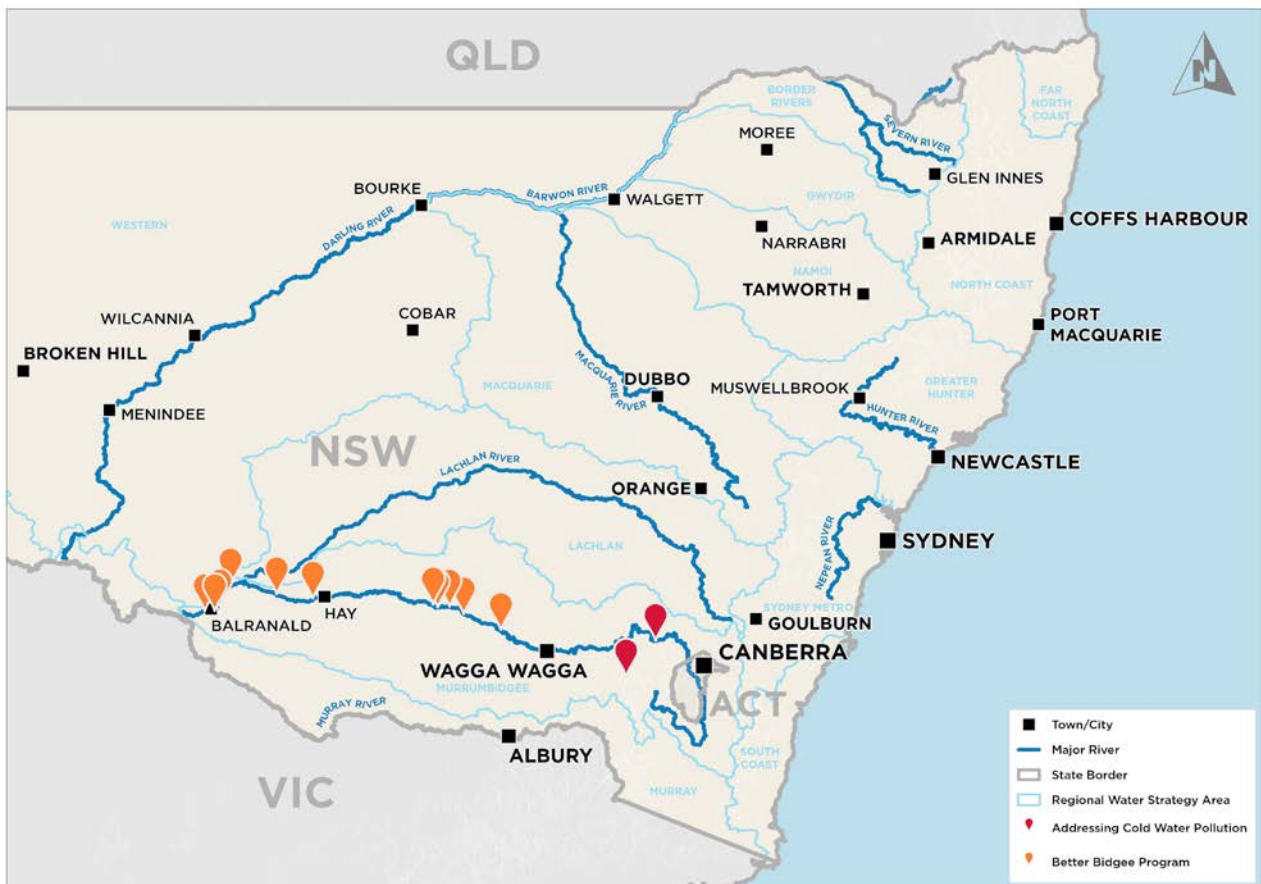 QLD
N
BORDER
RIVERS
FAR
NORTH
COAST
MOREE
SEVERN RIVER
GLEN INNES
BOURKE
BARWON RIVER
WALGETT
GWYDIR
WESTERN
DARLING RIVER
COFFS HARBOUR
NARRABRI
ARMIDALE
NAMOI
TAMWORTH
NORTH COAST
COBAR
WILCANNIA
PORT
MACQUARIE
BROKEN HILL
MACQUARIE
MACQUARIE RIVER
DUBBO
MUSWELLBROOK
GREATER
HUNTER
MENINDEE
HUNTER RIVER
NSW
NEWCASTLE
LACHLAN RIVER
ORANGE
NEPEAN RIVER
SYDNEY
LACHLAN
HAY
BALRANALD
SYDNEY METRO
GOULBURN
WAGGA WAGGA
CANBERRA
MURRUMBIDGEE
ACT
MURRAY RIVER
ALBURY
SOUTH
COAST
VIC
MURRAY
Town/City
Major River
State Border
Regional Water Strategy Area
Addressing Cold Water Pollution
Better Bidgee Program